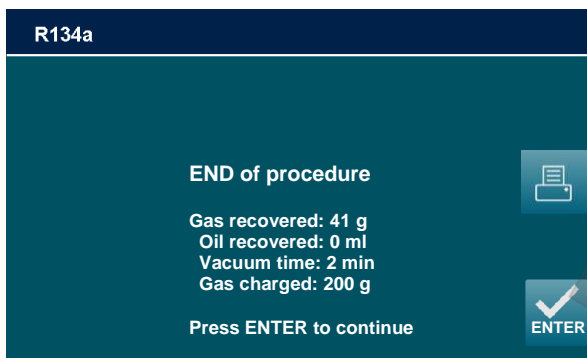 R134a
END of procedure
Gas recovered: 41 g
Oil recovered: 0 ml
Vacuum time: 2 min
Gas charged: 200 g
Press ENTER to continue
ENTER